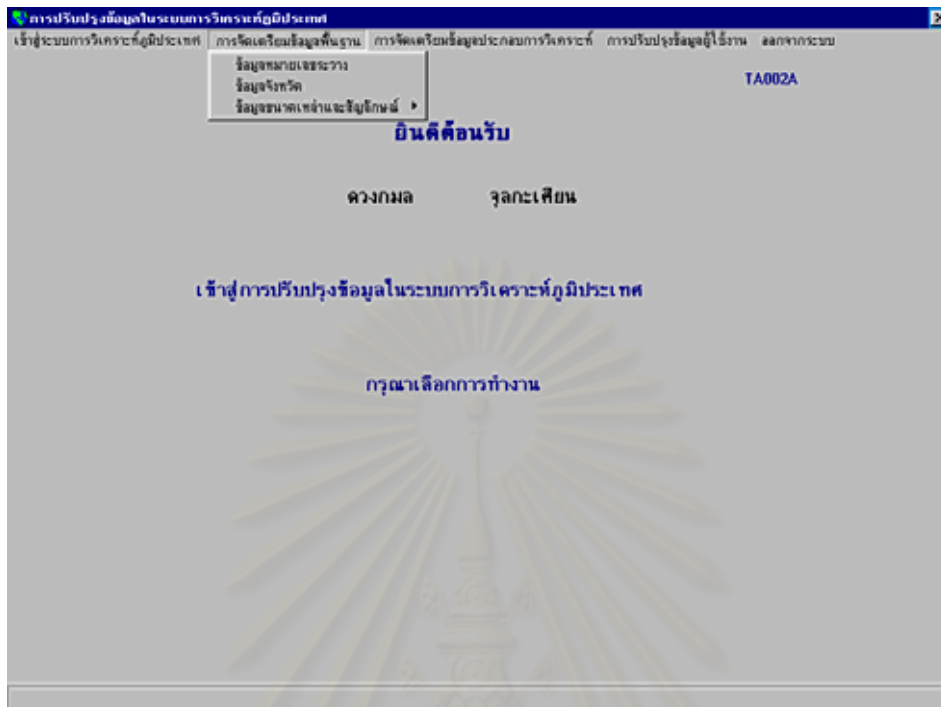 การปรับปรุงข้อมูลในระบบการวิเคราะห์ภูมิประเทศ
เข้าสู่ระบบการวิเคราะห์ภูมิประเทศ การจัดเตรียมข้อมูลพื้นฐาน การจัดเตรียมข้อมูลประกอบการวิเคราะห์ การปรับปรุงข้อมูลผู้ใช้งาน ออกจากระบบ
ข้อมูลหมายเลขระวาง
ข้อมูลจังหวัด
ข้อมูลขนาดเหล่าและสัญลักษณ์
TA002A
ยินดีต้อนรับ
ดวงกมล จุลกะเศียน
เข้าสู่การปรับปรุงข้อมูลในระบบการวิเคราะห์ภูมิประเทศ
กรุณาเลือกการทำงาน